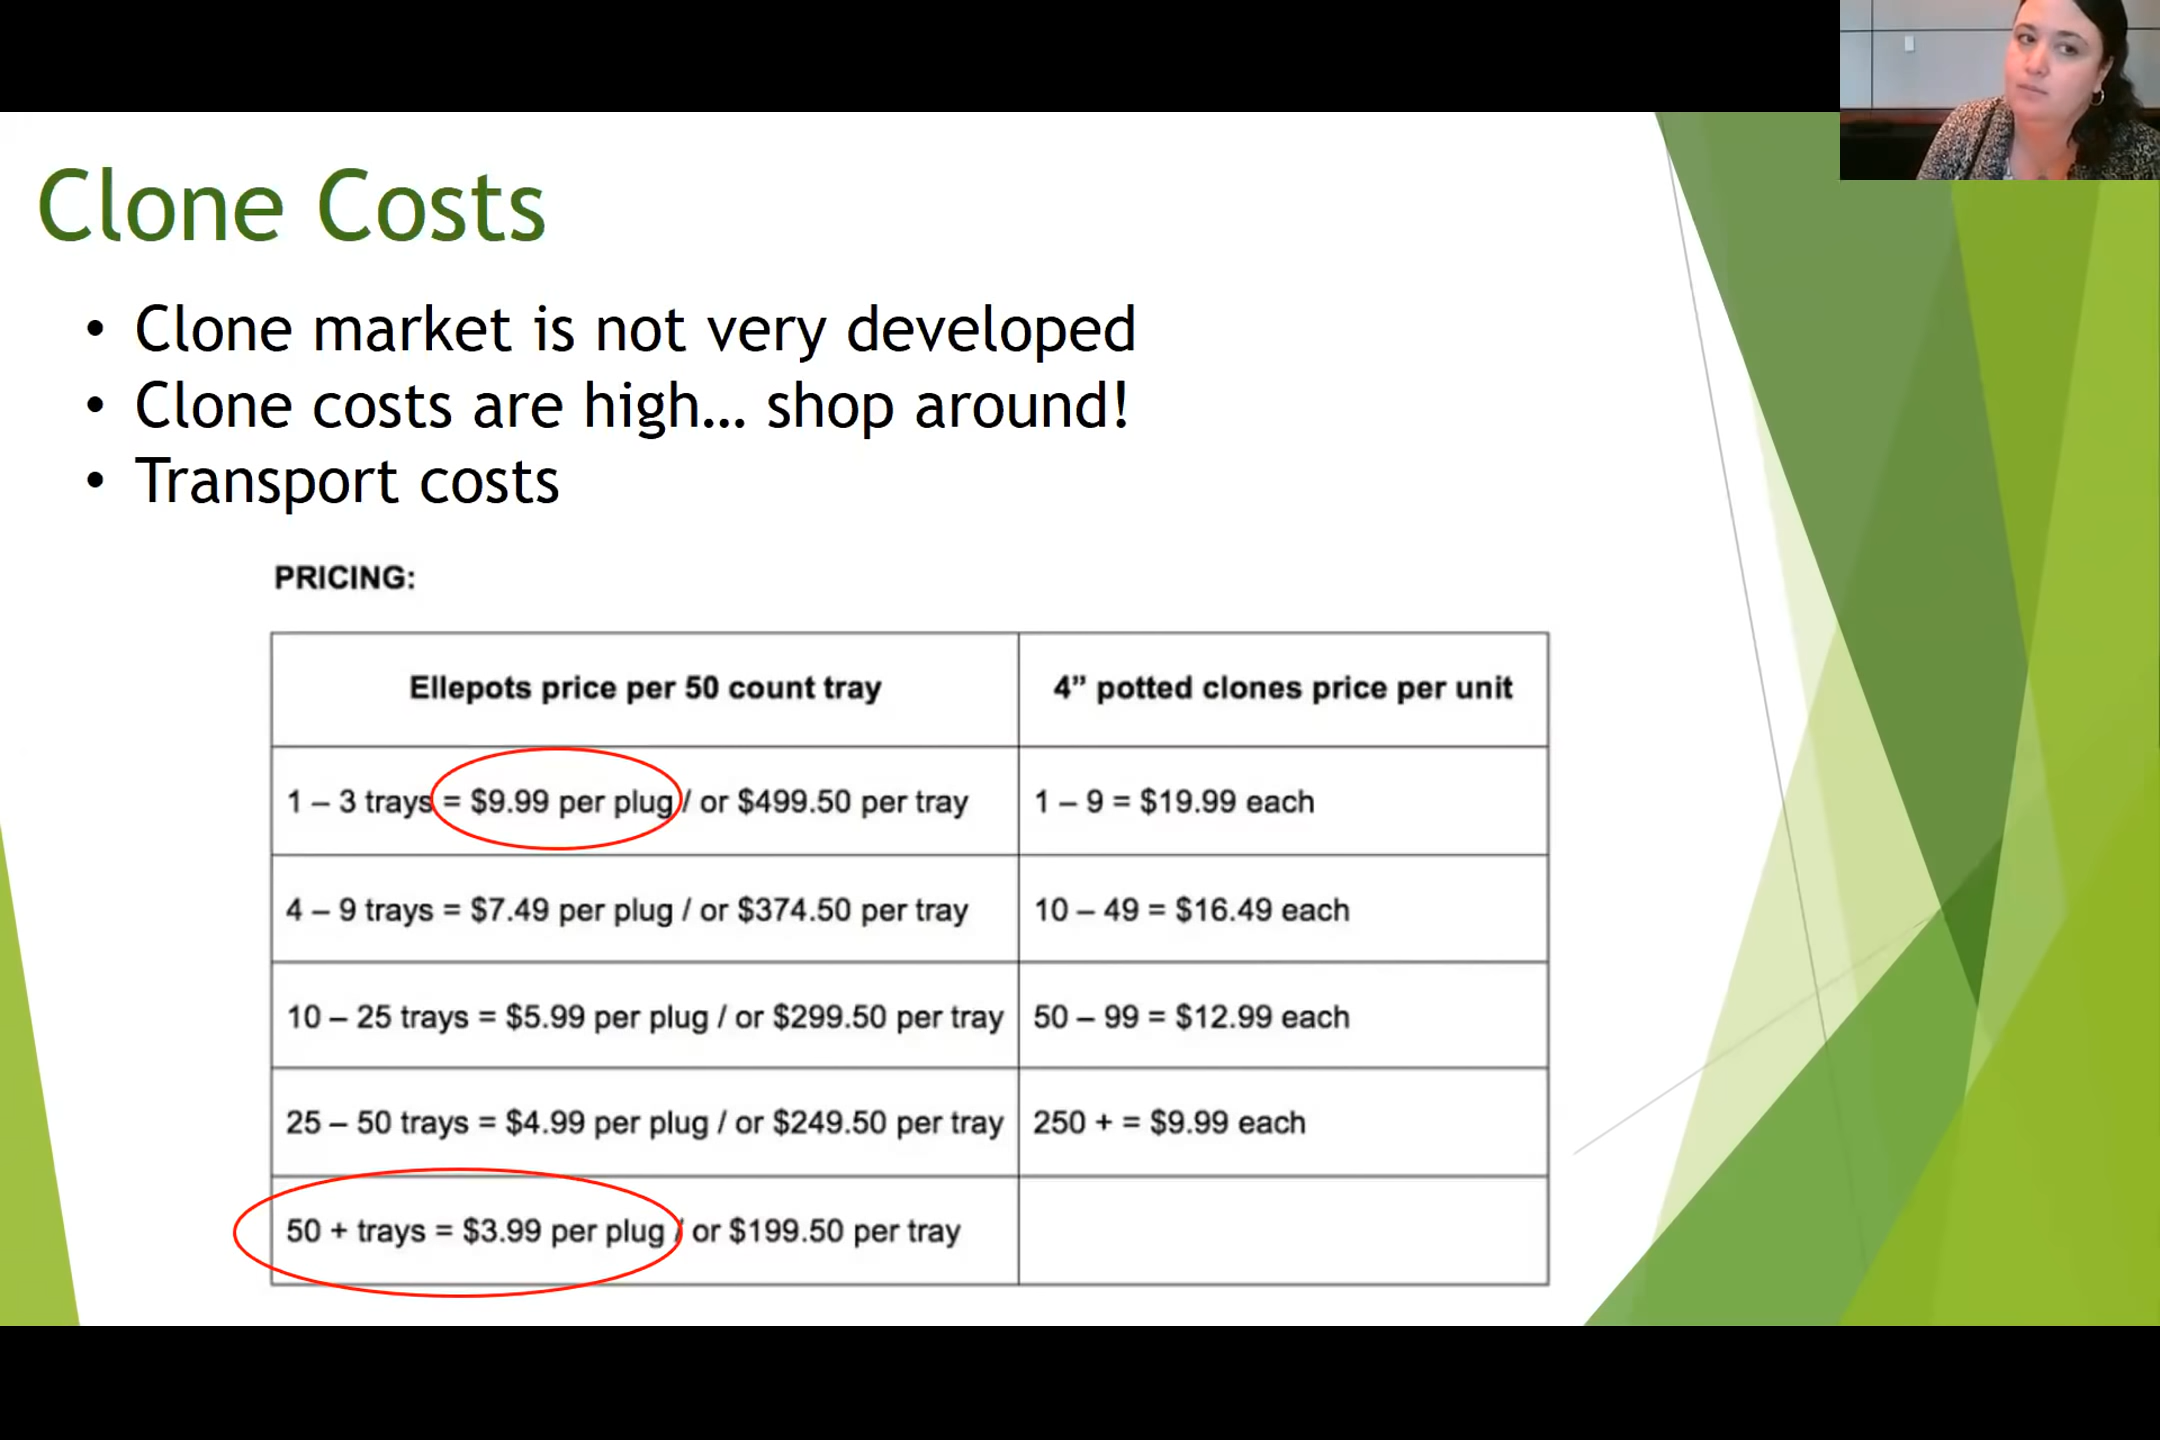 Clone Costs
• Clone market is not very developed
• Clone costs are high… shop around!
• Transport costs
PRICING:
Ellepots price per 50 count tray
4” potted clones price per unit
1 – 3 trays = $9.99 per plug / or $499.50 per tray
1 – 9 = $19.99 each
4 – 9 trays = $7.49 per plug / or $374.50 per tray
10 – 49 = $16.49 each
10 – 25 trays = $5.99 per plug / or $299.50 per tray
50 – 99 = $12.99 each
25 – 50 trays = $4.99 per plug / or $249.50 per tray
250 + = $9.99 each
50 + trays = $3.99 per plug / or $199.50 per tray